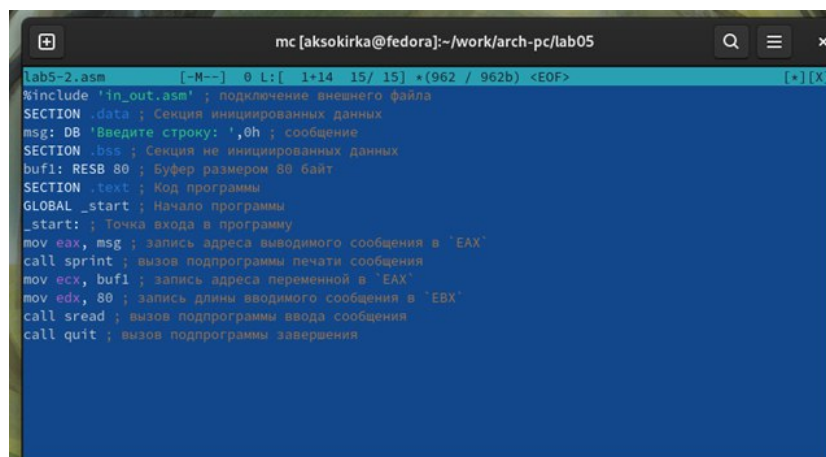 mc [aksokirka@fedora]:~/work/arch-pc/lab05
lab5-2.asm [-M--] 0 L:[ 1+14 15/ 15] *(962 / 962b) <EOF> [*][X]
%include 'in_out.asm' ; подключение внешнего файла
SECTION .data ; Секция инициированных данных
msg: DB 'Введите строку: ',0h ; сообщение
SECTION .bss ; Секция не инициированных данных
buf1: RESB 80 ; Буфер размером 80 байт
SECTION .text ; Код программы
GLOBAL _start ; Начало программы
_start: ; Точка входа в программу
mov eax, msg ; запись адреса выводимого сообщения в `EAX`
call sprint ; вызов подпрограммы печати сообщения
mov ecx, buf1 ; запись адреса переменной в `EAX`
mov edx, 80 ; запись длины вводимого сообщения в `EBX`
call sread ; вызов подпрограммы ввода сообщения
call quit ; вызов подпрограммы завершения